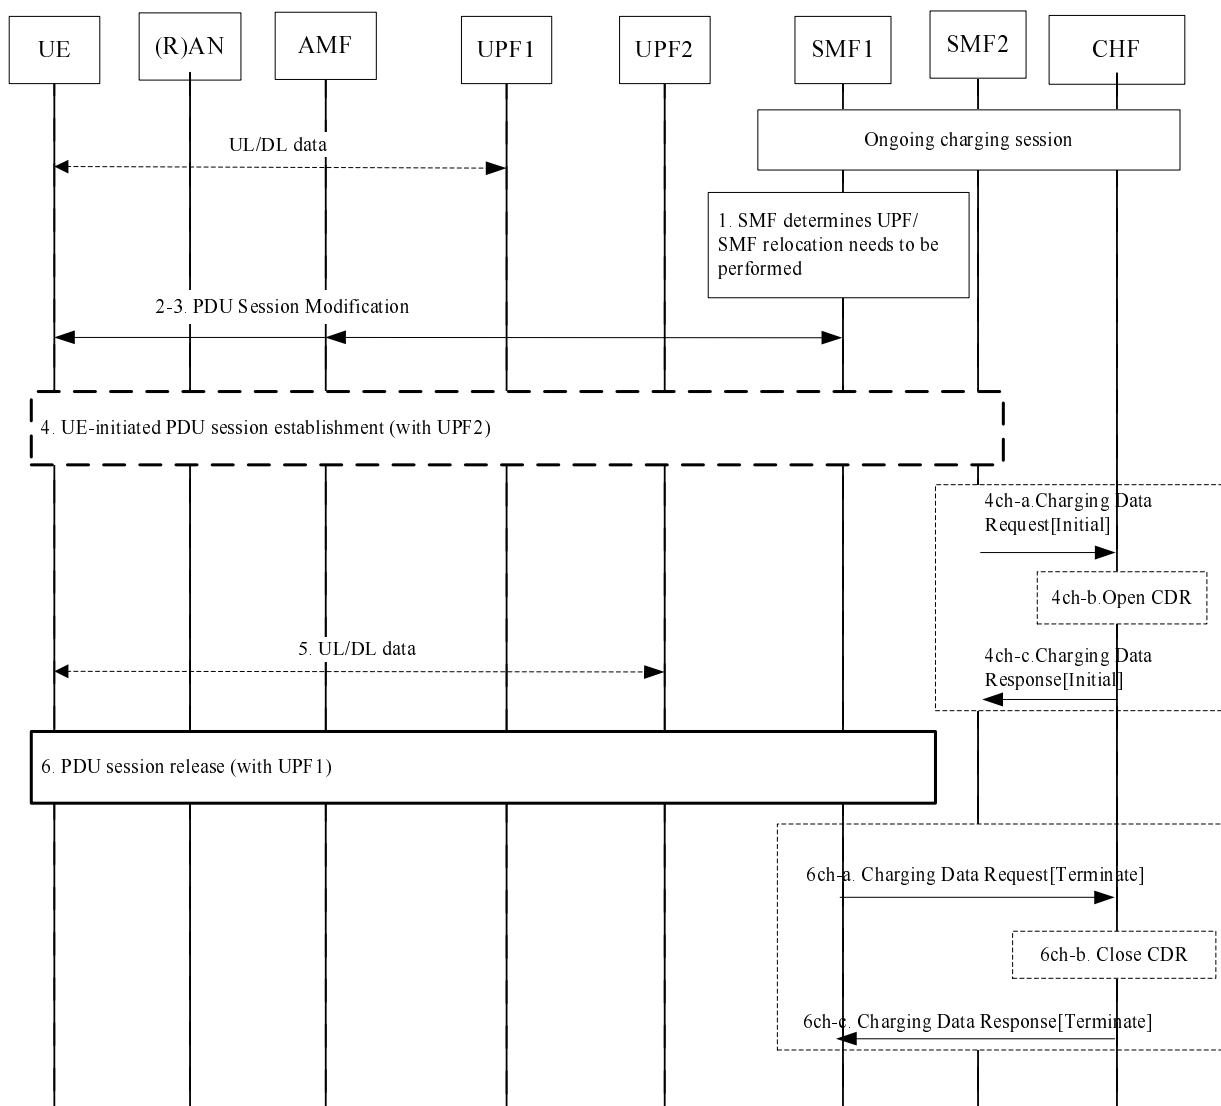 UE
(R)AN
AMF
UPF1
UPF2
SMF1
SMF2
CHF
UL/DL data
Ongoing charging session
1. SMF determines UPF/
SMF relocation needs to be
performed
2-3. PDU Session Modification
4. UE-initiated PDU session establishment (with UPF2)
4ch-a.Charging Data
Request[Initial]
4ch-b.Open CDR
5. UL/DL data
4ch-c.Charging Data
Response[Initial]
6. PDU session release (with UPF1)
6ch-a. Charging Data Request[Terminate]
6ch-b. Close CDR
6ch-c. Charging Data Response[Terminate]